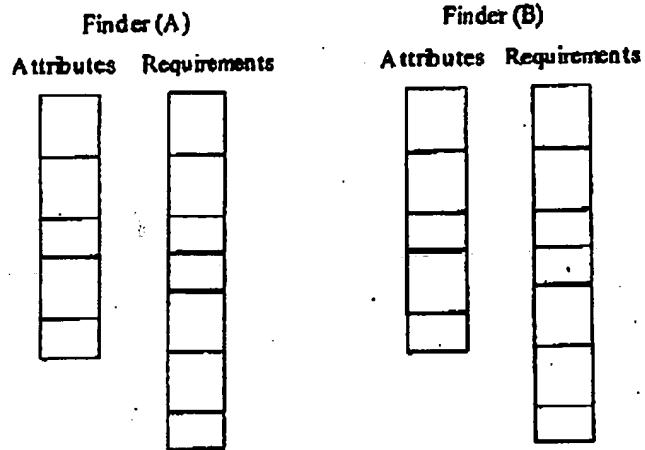 Finder (A)
Attributes Requirements
Finder (B)
Attributes Requirements